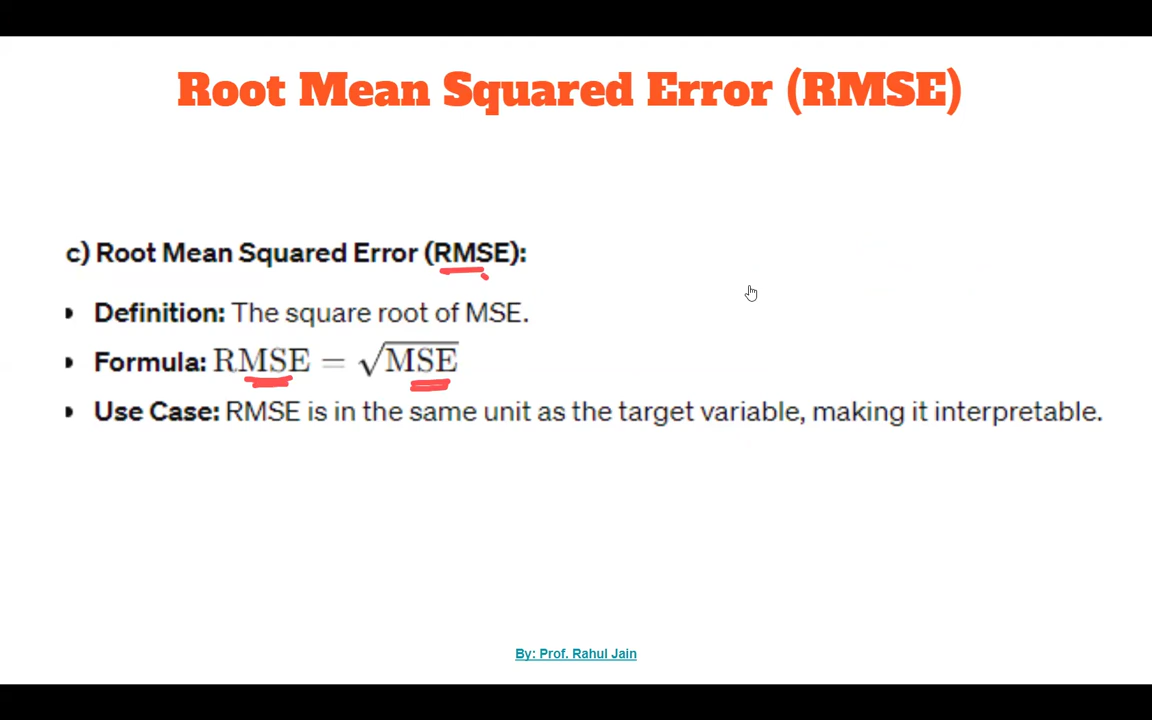 Root Mean Squared Error (RMSE)
c) Root Mean Squared Error (RMSE):
• Definition: The square root of MSE.
• Formula: RMSE = √MSE
• Use Case: RMSE is in the same unit as the target variable, making it interpretable.
By: Prof. Rahul Jain